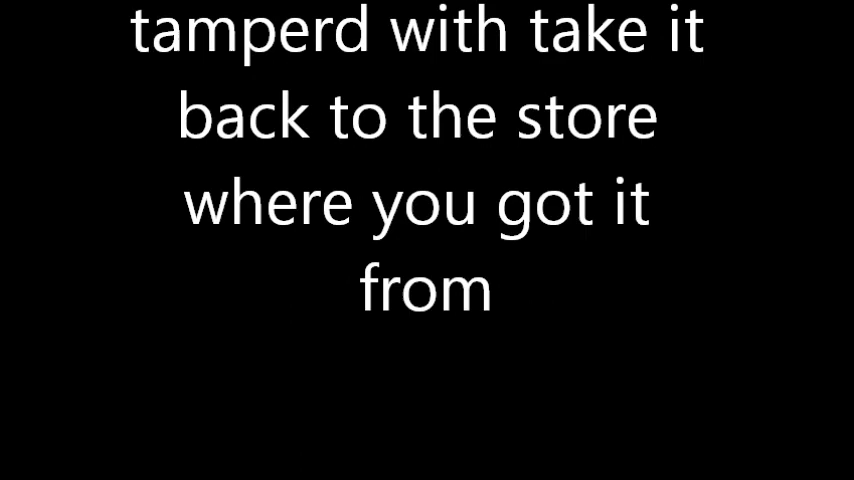 tamperd with take it
back to the store
where you got it
from